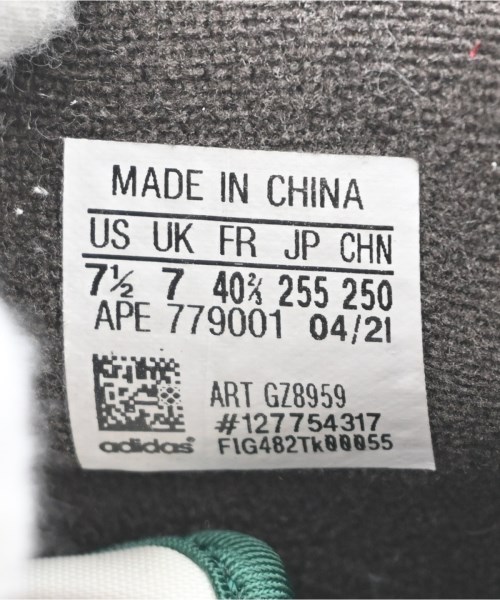 MADE IN CHINA
US UK FR JP CHN
7½ 7 40⅔ 255 250
APE 779001 04/21
ART GZ8959
#127754317
adidas® F1G482Tk00055